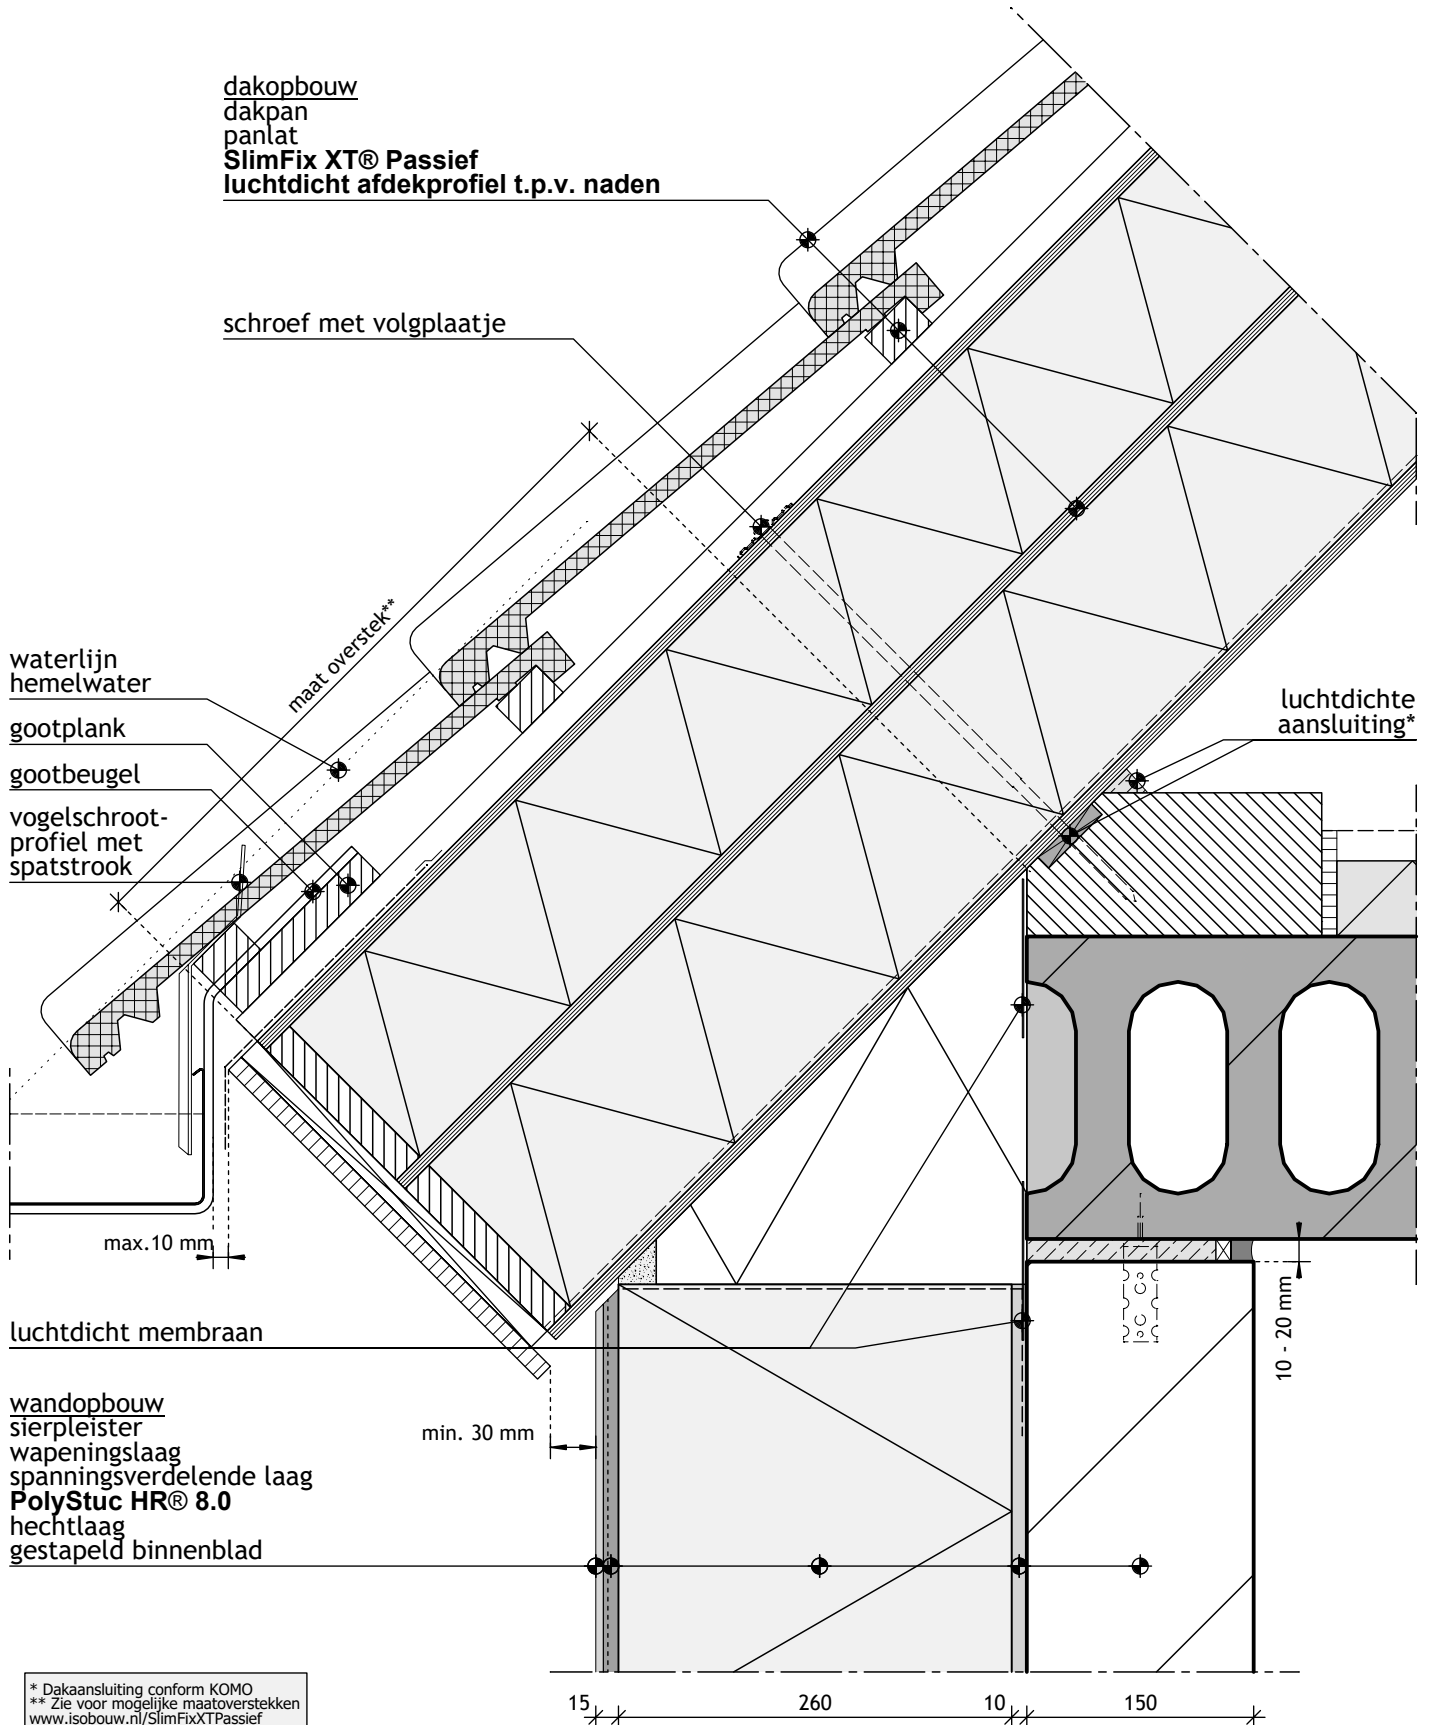 dakopbouw
dakpan
panlat
SlimFix XT® Passief
luchtdicht afdekprofiel t.p.v. naden
schroef met volgplaatje
maat overstek**
waterlijn
hemelwater
gootplank
gootbeugel
vogelschroot-
profiel met
spatstrook
luchtdichte
aansluiting*
max.10 mm
luchtdicht membraan
10 - 20 mm
min. 30 mm
wandopbouw
sierpleister
wapeningslaag
spanningsverdelende laag
PolyStuc HR® 8.0
hechtlaag
gestapeld binnenblad
* Dakaansluiting conform KOMO
** Zie voor mogelijke maatoverstekken
www.isobouw.nl/SlimFixXTPassief
15 260 10 150